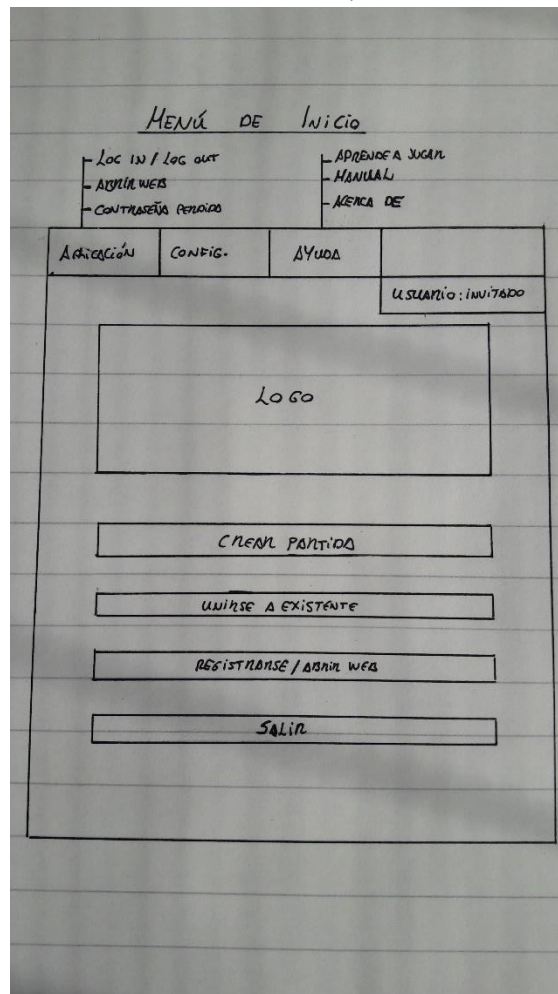 MENÚ DE INICIO
LOG IN / LOG OUT
ABRIR WEB
CONTRASEÑA PERDIDA
APRENDE A JUGAR
MANUAL
ACERCA DE
APLICACIÓN CONFIG. AYUDA
USUARIO: INVITADO
LOGO
CREAR PARTIDA
UNIRSE A EXISTENTE
REGISTRARSE / ABRIR WEB
SALIR